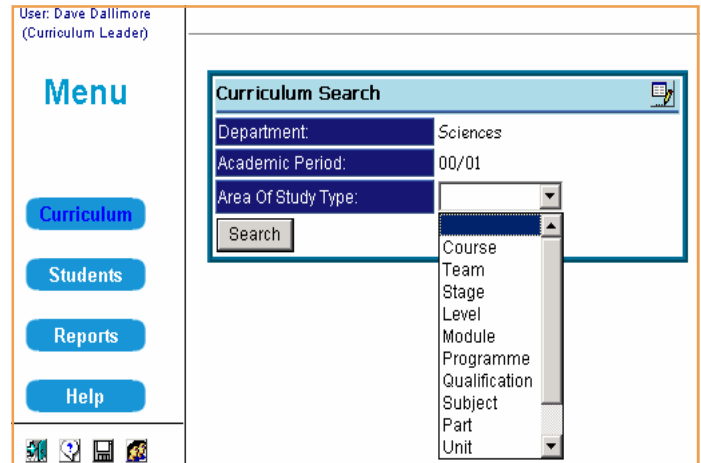 User: Dave Dallimore
(Curriculum Leader)
Menu
Curriculum
Students
Reports
Help
Curriculum Search
Department: Sciences
Academic Period: 00/01
Area Of Study Type:
Search
Course
Team
Stage
Level
Module
Programme
Qualification
Subject
Part
Unit